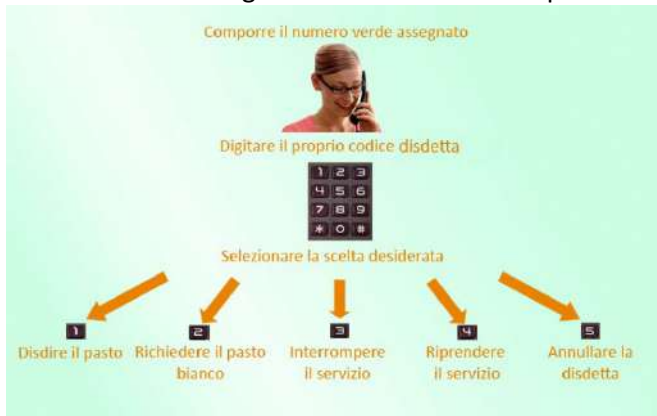 Comporre il numero verde assegnato
Digitare il proprio codice disdetta
1 2 3
4 5 6
7 8 9
* 0 #
Selezionare la scelta desiderata
1 2 3 4 5
Disdire il pasto Richiedere il pasto Interrompere Riprendere Annullare la
bianco il servizio il servizio disdetta